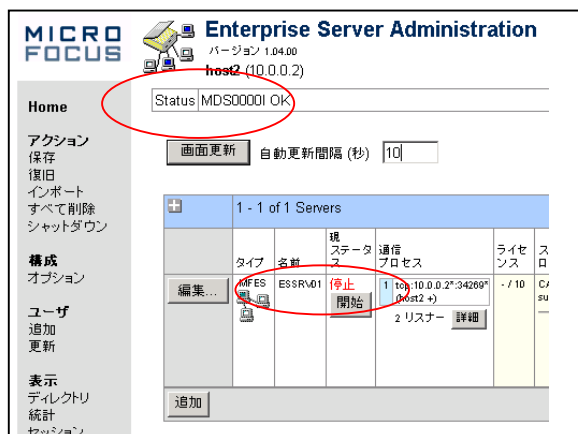 MICRO
FOCUS
Enterprise Server Administration
バージョン 1.04.00
host2 (10.0.0.2)
Home
Status MDS0000I OK
アクション
保存
復旧
インポート
すべて削除
シャットダウン
画面更新 自動更新間隔 (秒) 10
構成
オプション
ユーザ
追加
更新
表示
ディレクトリ
統計
セッション
1 - 1 of 1 Servers
タイプ 名前 現ステータス 通信プロセス ライセンス
編集... MFES 停止 1 tcp:10.0.0.2*:34269* - / 10 CA
開始 (host2 +) su
2 リスナー 詳細
追加